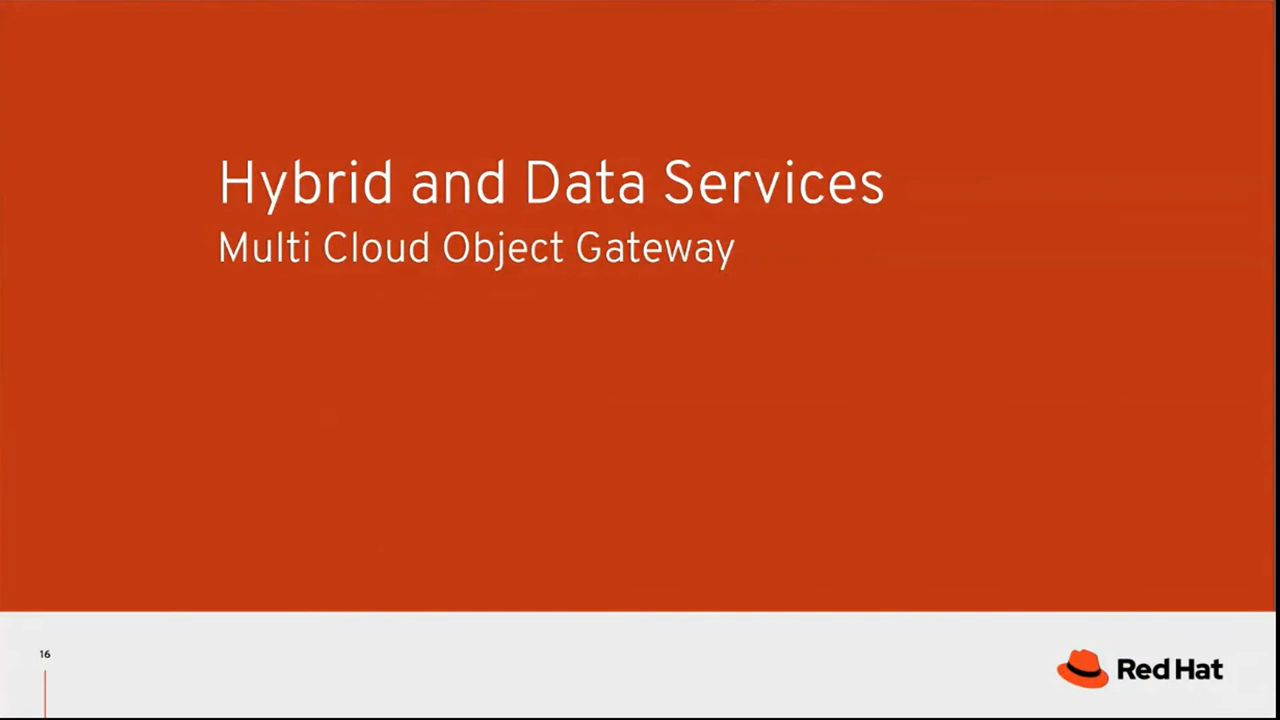 Hybrid and Data Services
Multi Cloud Object Gateway
16
Red Hat